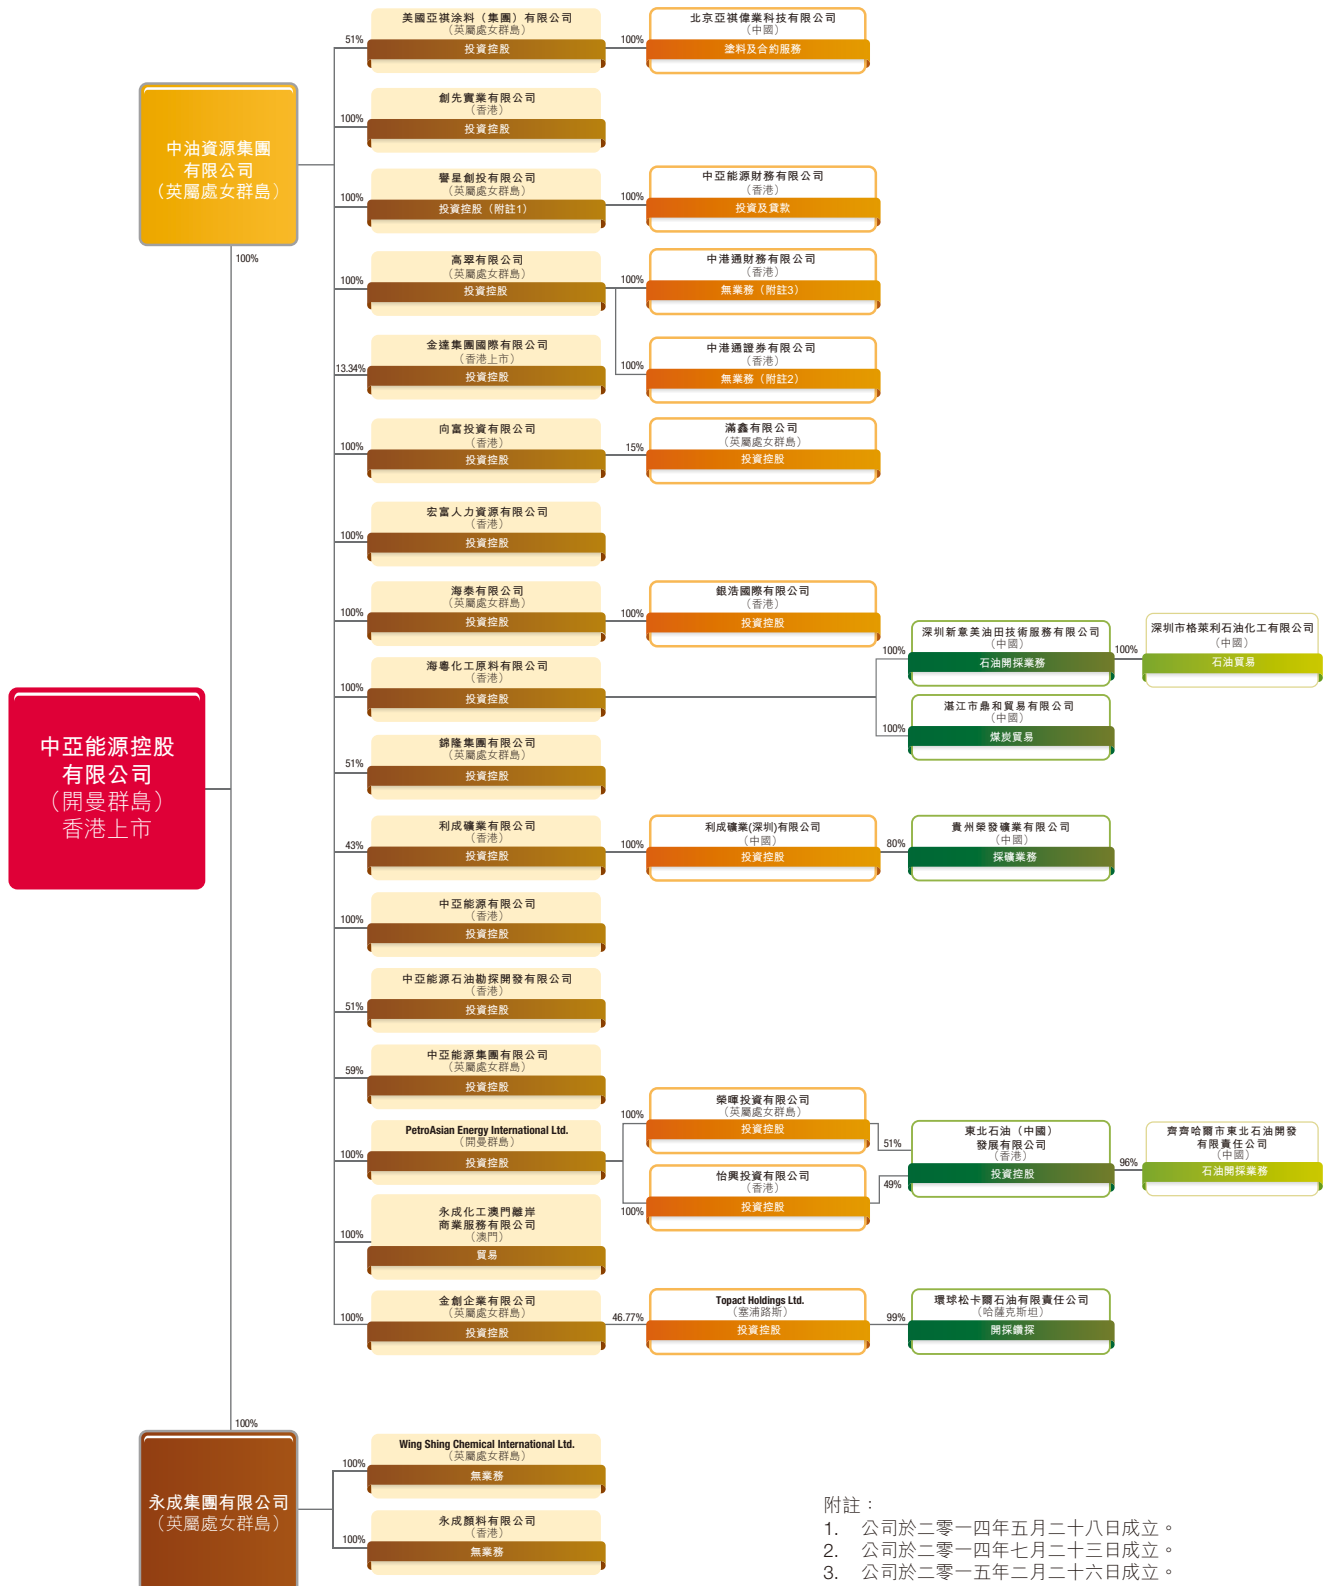 中亞能源控股
有限公司
（開曼群島）
香港上市
100%
中油資源集團
有限公司
（英屬處女群島）
51%
美國亞祺涂料（集團）有限公司
（英屬處女群島）
投資控股
100%
北京亞祺偉業科技有限公司
（中國）
塗料及合約服務
100%
創先實業有限公司
（香港）
投資控股
100%
譽星創投有限公司
（英屬處女群島）
投資控股（附註1）
100%
中亞能源財務有限公司
（香港）
投資及貸款
100%
高翠有限公司
（英屬處女群島）
投資控股
100%
中港通財務有限公司
（香港）
無業務（附註3）
100%
中港通證券有限公司
（香港）
無業務（附註2）
13.34%
金達集團國際有限公司
（香港上市）
投資控股
100%
向富投資有限公司
（香港）
投資控股
15%
滿鑫有限公司
（英屬處女群島）
投資控股
100%
宏富人力資源有限公司
（香港）
投資控股
100%
海泰有限公司
（英屬處女群島）
投資控股
100%
銀浩國際有限公司
（香港）
投資控股
100%
海粵化工原料有限公司
（香港）
投資控股
100%
深圳新意美油田技術服務有限公司
（中國）
石油開採業務
100%
深圳市格萊利石油化工有限公司
（中國）
石油貿易
100%
湛江市鼎和貿易有限公司
（中國）
煤炭貿易
51%
錦隆集團有限公司
（英屬處女群島）
投資控股
43%
利成礦業有限公司
（香港）
投資控股
100%
利成礦業(深圳)有限公司
（中國）
投資控股
80%
貴州榮發礦業有限公司
（中國）
採礦業務
100%
中亞能源有限公司
（香港）
投資控股
51%
中亞能源石油勘探開發有限公司
（香港）
投資控股
59%
中亞能源集團有限公司
（英屬處女群島）
投資控股
100%
PetroAsian Energy International Ltd.
（開曼群島）
投資控股
100%
榮暉投資有限公司
（英屬處女群島）
投資控股
51%
100%
怡興投資有限公司
（香港）
投資控股
49%
東北石油（中國）
發展有限公司
（香港）
投資控股
96%
齊齊哈爾市東北石油開發
有限責任公司
（中國）
石油開採業務
100%
永成化工澳門離岸
商業服務有限公司
（澳門）
貿易
100%
金創企業有限公司
（英屬處女群島）
投資控股
46.77%
Topact Holdings Ltd.
（塞浦路斯）
投資控股
99%
環球松卡爾石油有限責任公司
（哈薩克斯坦）
開採鑽探
100%
永成集團有限公司
（英屬處女群島）
100%
Wing Shing Chemical International Ltd.
（英屬處女群島）
無業務
100%
永成顏料有限公司
（香港）
無業務
附註：
1. 公司於二零一四年五月二十八日成立。
2. 公司於二零一四年七月二十三日成立。
3. 公司於二零一五年二月二十六日成立。